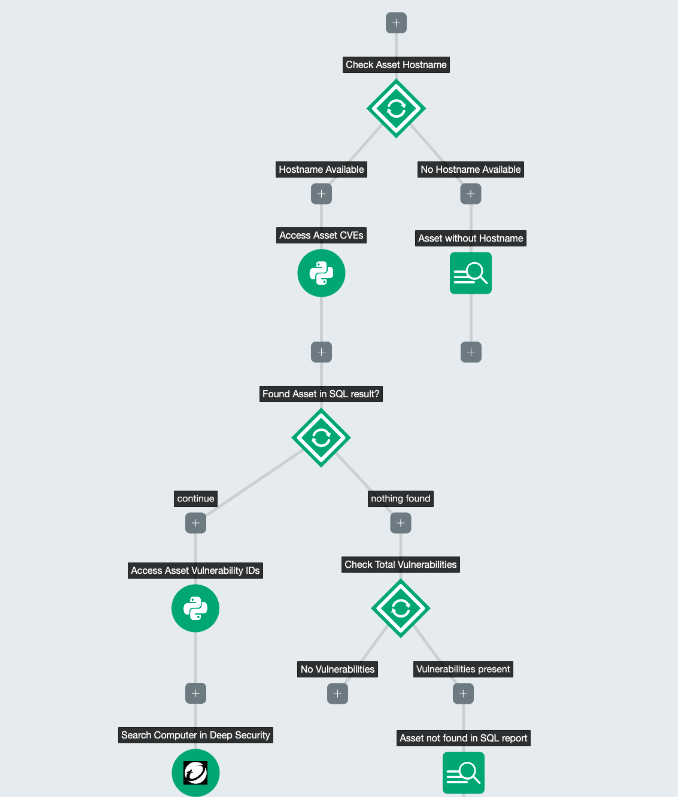 Check Asset Hostname
Hostname Available
No Hostname Available
Access Asset CVEs
Asset without Hostname
Found Asset in SQL result?
continue
nothing found
Access Asset Vulnerability IDs
Check Total Vulnerabilities
No Vulnerabilities
Vulnerabilities present
Search Computer in Deep Security
Asset not found in SQL report